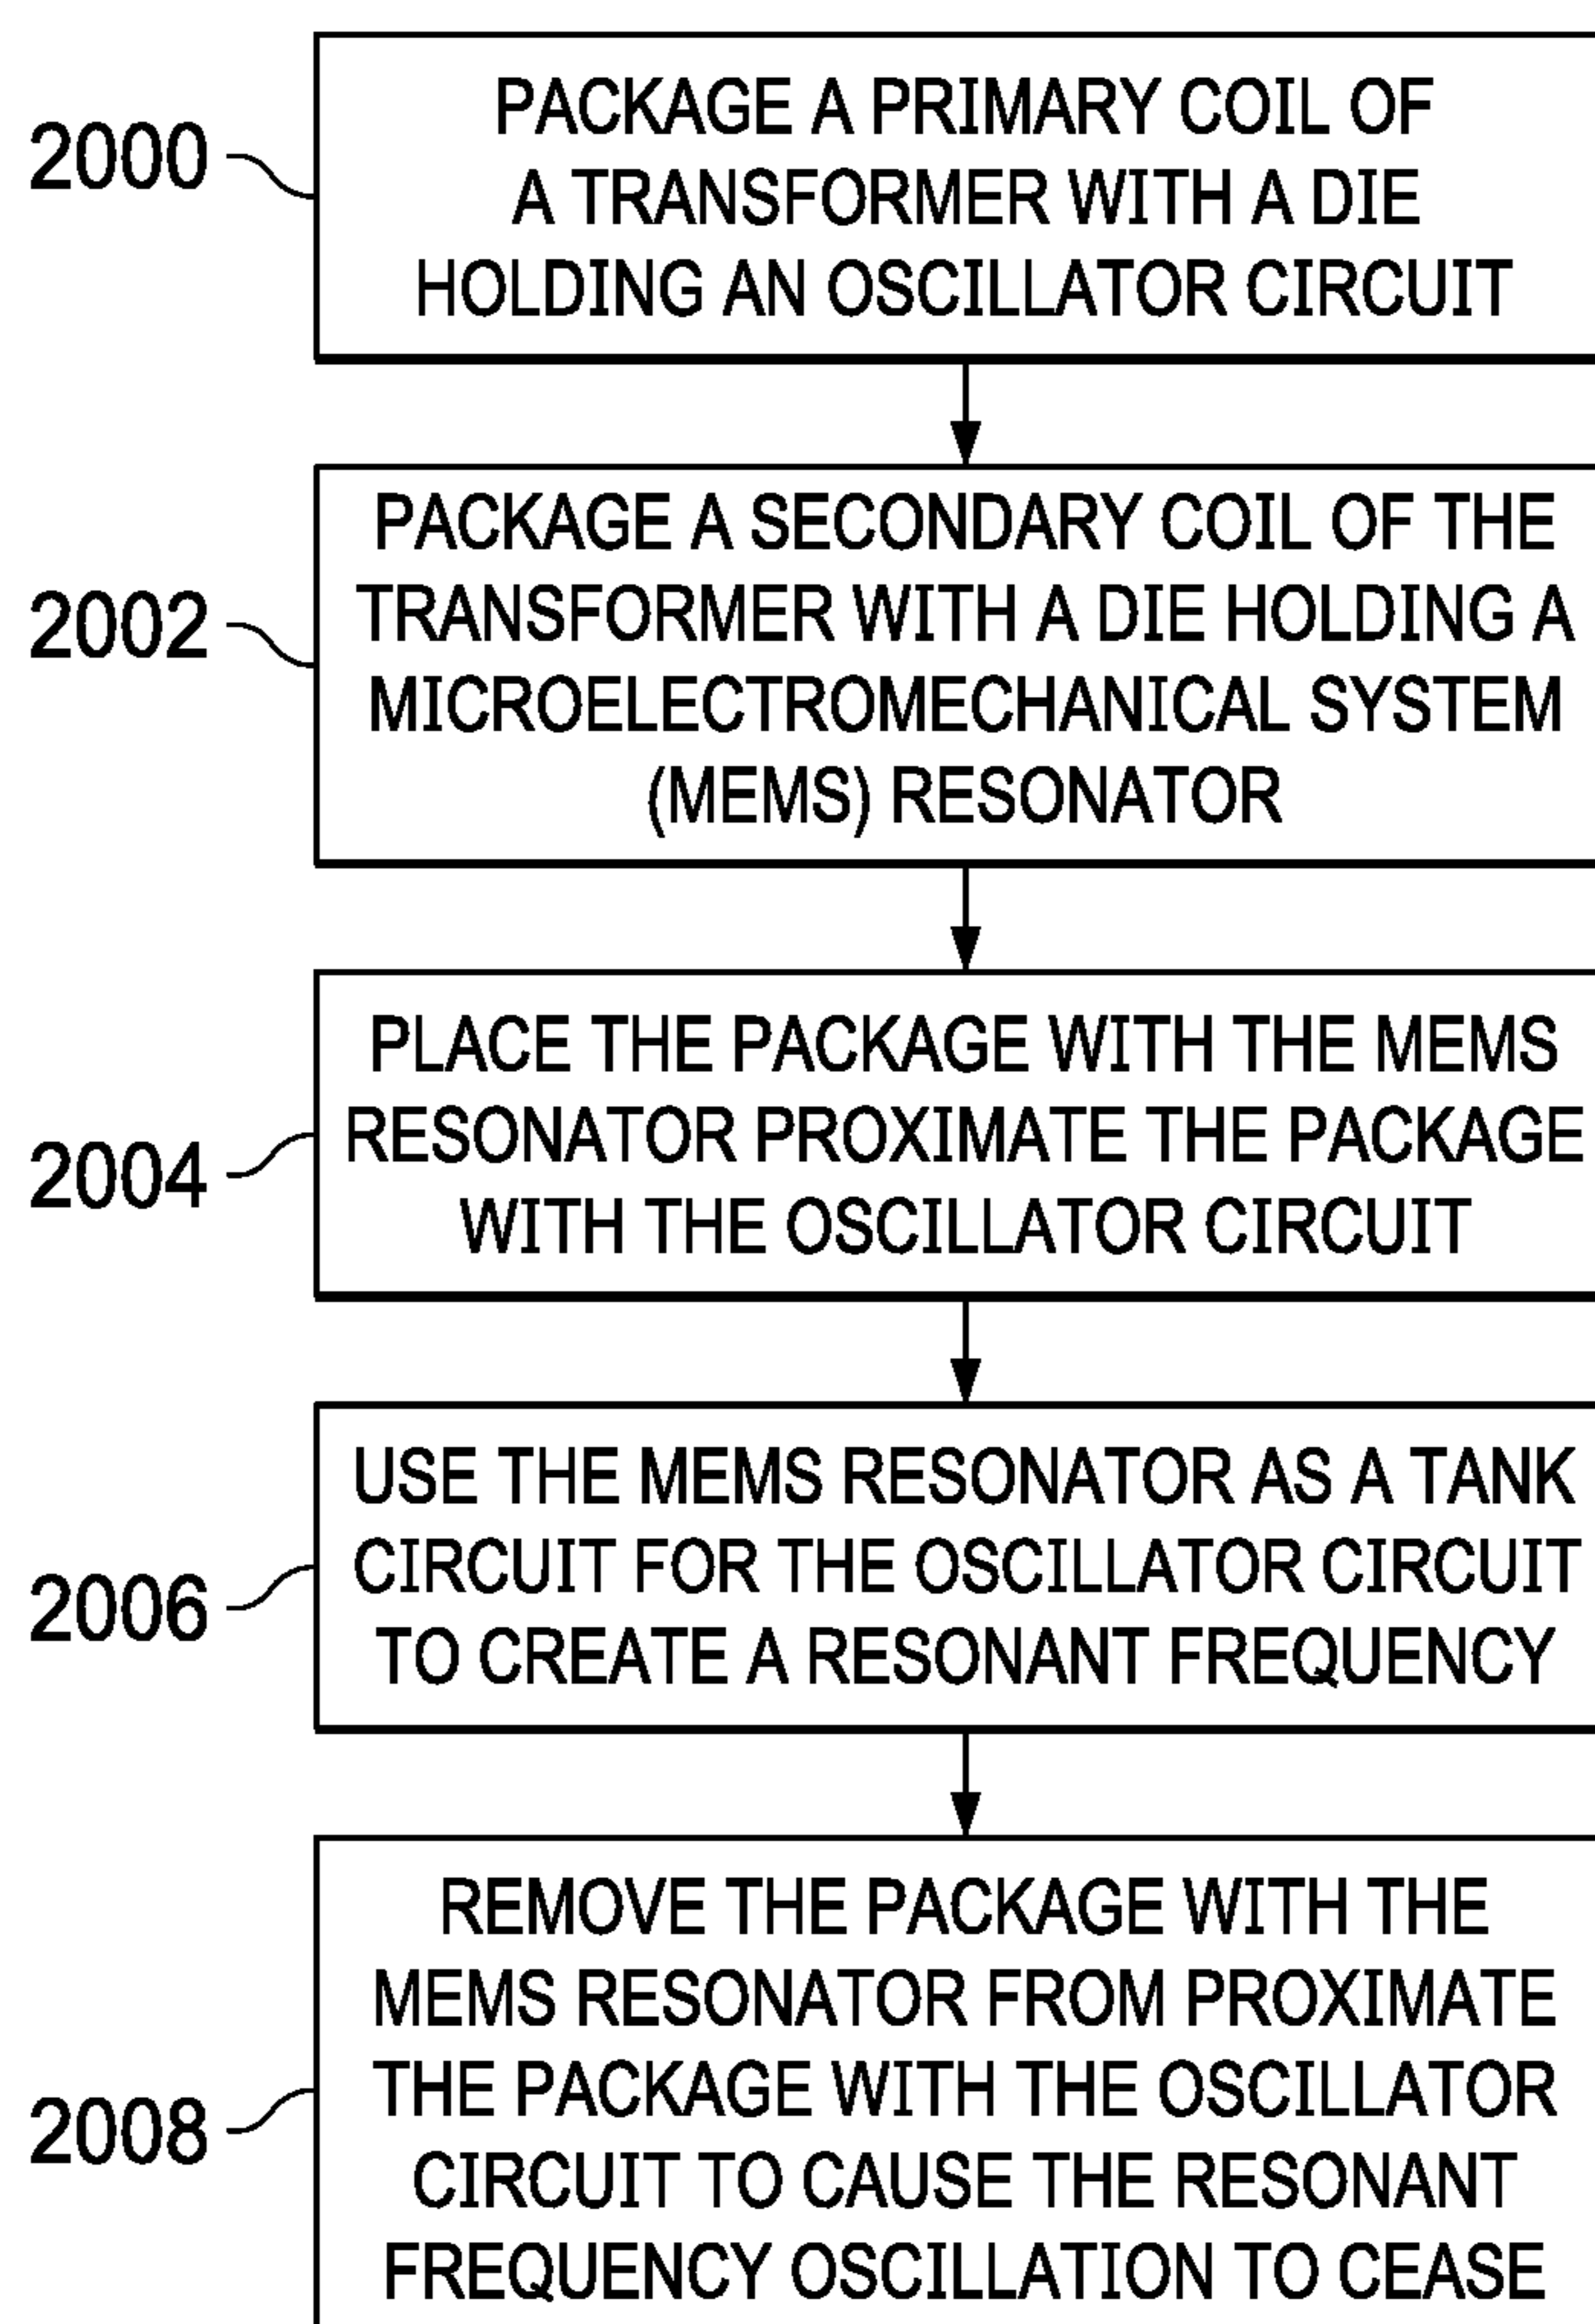 2000
PACKAGE A PRIMARY COIL OF
A TRANSFORMER WITH A DIE
HOLDING AN OSCILLATOR CIRCUIT
2002
PACKAGE A SECONDARY COIL OF THE
TRANSFORMER WITH A DIE HOLDING A
MICROELECTROMECHANICAL SYSTEM
(MEMS) RESONATOR
2004
PLACE THE PACKAGE WITH THE MEMS
RESONATOR PROXIMATE THE PACKAGE
WITH THE OSCILLATOR CIRCUIT
2006
USE THE MEMS RESONATOR AS A TANK
CIRCUIT FOR THE OSCILLATOR CIRCUIT
TO CREATE A RESONANT FREQUENCY
2008
REMOVE THE PACKAGE WITH THE
MEMS RESONATOR FROM PROXIMATE
THE PACKAGE WITH THE OSCILLATOR
CIRCUIT TO CAUSE THE RESONANT
FREQUENCY OSCILLATION TO CEASE